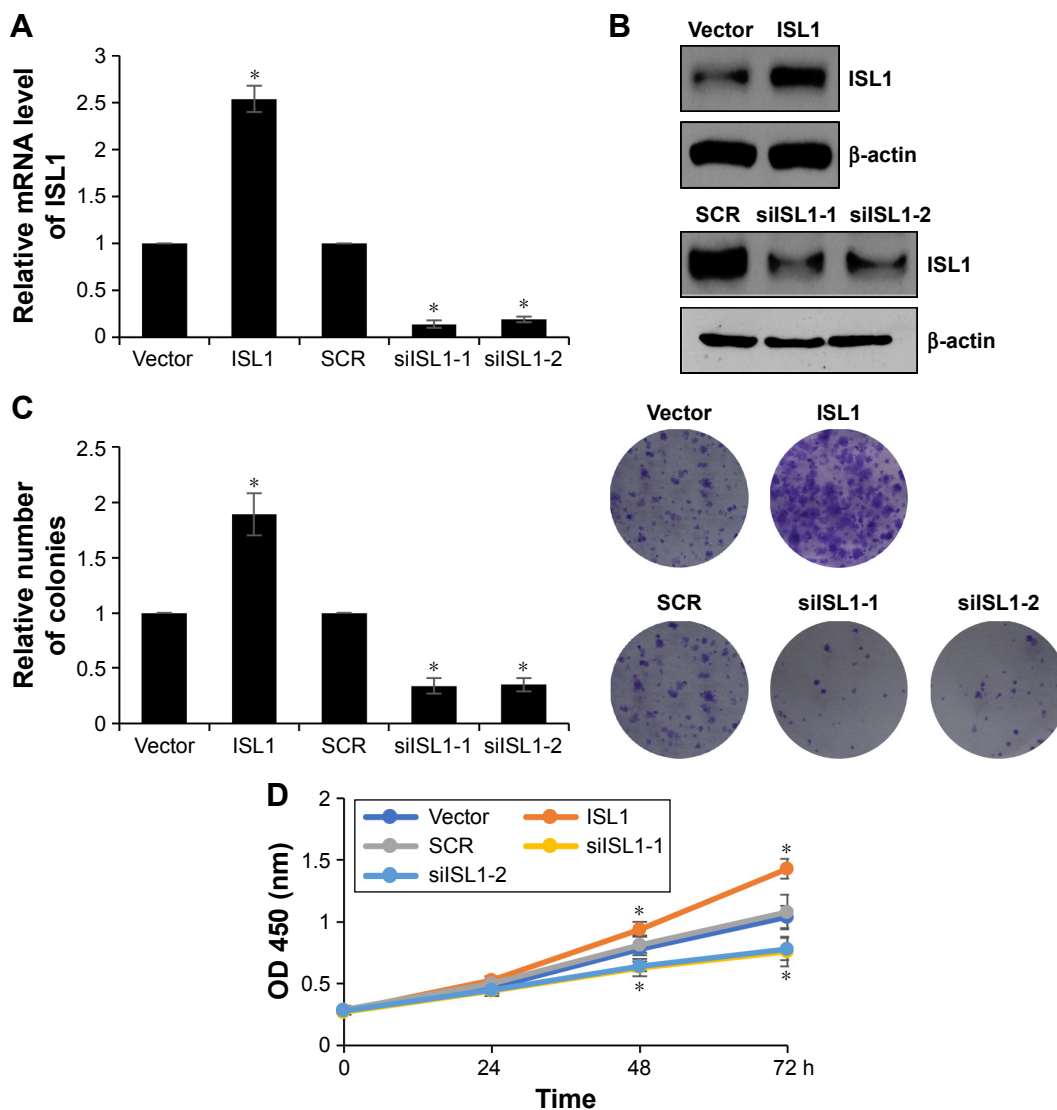 A
Relative mRNA level
of ISL1
3
2.5
2
1.5
1
0.5
0
*
*
*
Vector ISL1 SCR siISL1-1 siISL1-2
B
Vector ISL1
ISL1
β-actin
SCR siISL1-1 siISL1-2
ISL1
β-actin
C
Relative number
of colonies
2.5
2
1.5
1
0.5
0
*
*
*
Vector ISL1 SCR siISL1-1 siISL1-2
Vector ISL1
SCR siISL1-1 siISL1-2
D
OD 450 (nm)
2
1.5
1
0.5
0
Vector ISL1
SCR siISL1-1
siISL1-2
*
*
*
*
0 24 48 72 h
Time